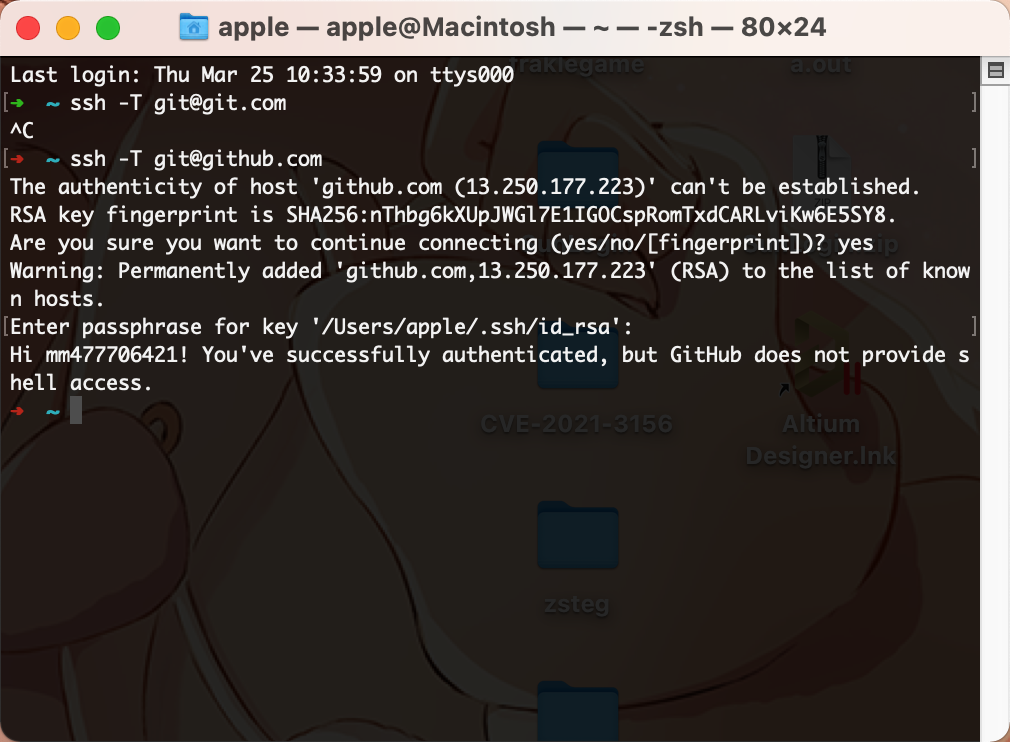 apple — apple@Macintosh — ~ — -zsh — 80×24
fraklegame
a.out
Last login: Thu Mar 25 10:33:59 on ttys000
[➜  ~ ssh -T git@git.com ]
^C
[➜  ~ ssh -T git@github.com ]
The authenticity of host 'github.com (13.250.177.223)' can't be established.
RSA key fingerprint is SHA256:nThbg6kXUpJWGl7E1IGOCspRomTxdCARLviKw6E5SY8.
Are you sure you want to continue connecting (yes/no/[fingerprint])? yes
Warning: Permanently added 'github.com,13.250.177.223' (RSA) to the list of know
n hosts.
[Enter passphrase for key '/Users/apple/.ssh/id_rsa': ]
Hi mm477706421! You've successfully authenticated, but GitHub does not provide s
hell access.
➜  ~
CVE-2021-3156
Altium
Designer.lnk
zsteg